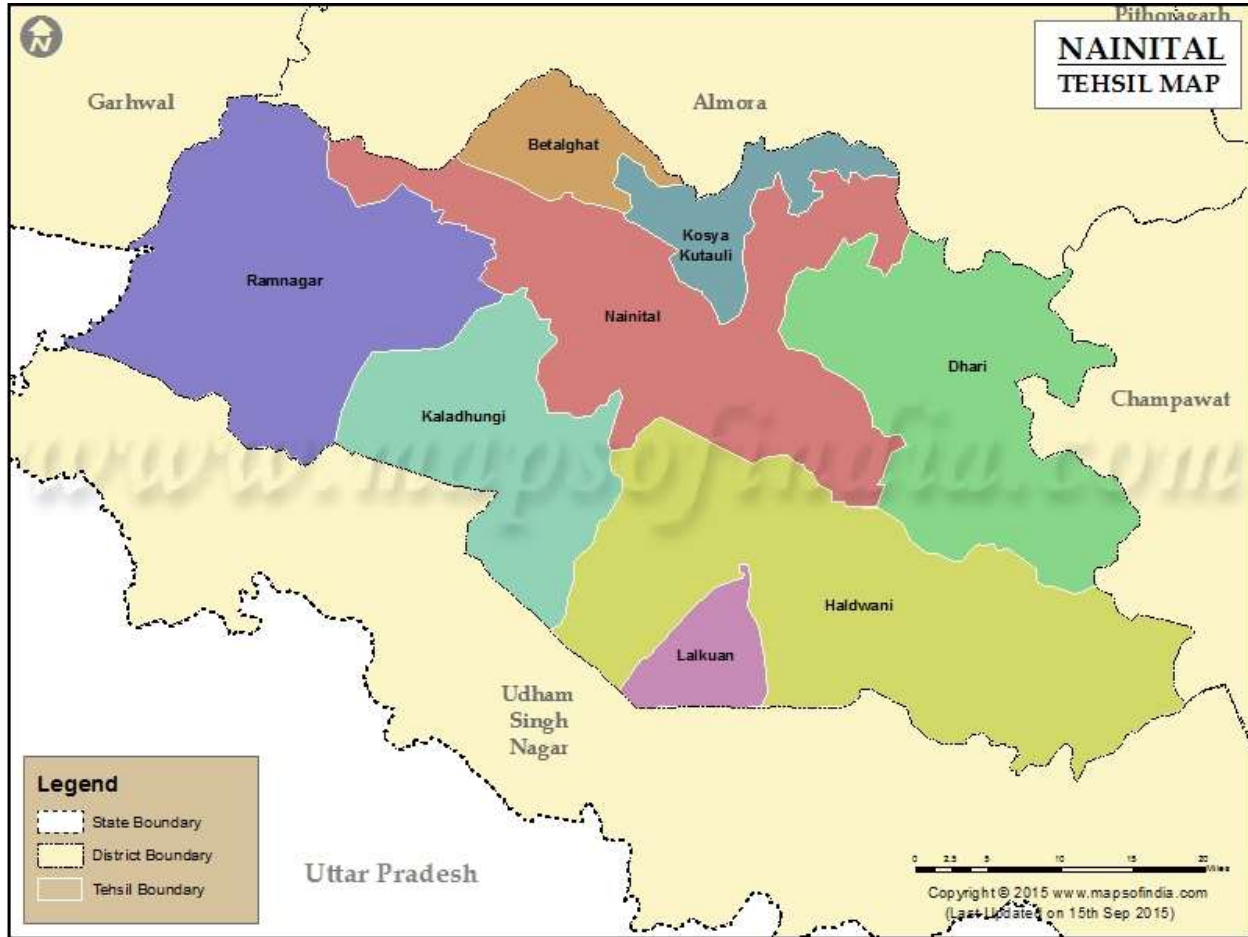 N
Pithoragarh
NAINITAL
TEHSIL MAP
Garhwal
Almora
Betalghat
Kosya
Kutauli
Ramnagar
Nainital
Dhari
Kaladhungi
Champawat
www.mapsofindia.com
Haldwani
Lalkuan
Udham
Singh
Nagar
Legend
State Boundary
District Boundary
Tehsil Boundary
Uttar Pradesh
0 2.5 5 10 15 20
Miles
Copyright © 2015 www.mapsofindia.com
(Last Updated on 15th Sep 2015)